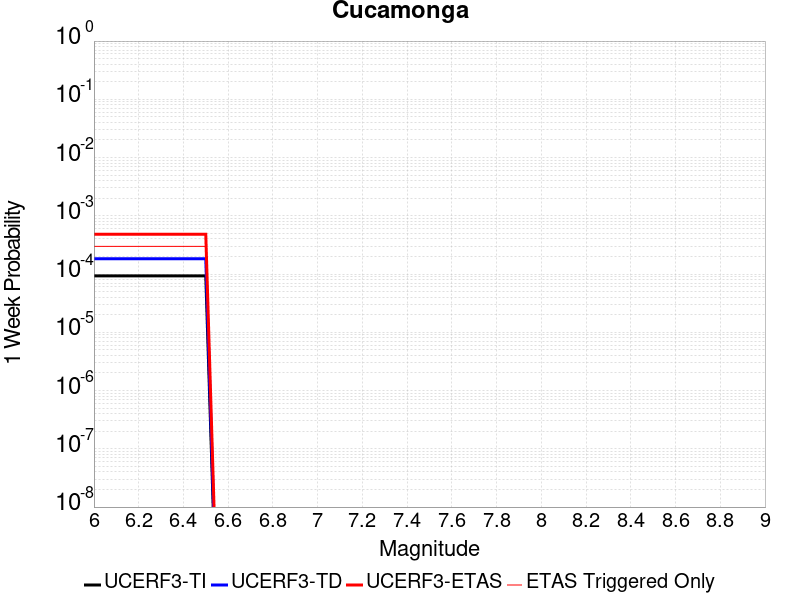 Cucamonga
1 Week Probability
10^0
10^-1
10^-2
10^-3
10^-4
10^-5
10^-6
10^-7
10^-8
6 6.2 6.4 6.6 6.8 7 7.2 7.4 7.6 7.8 8 8.2 8.4 8.6 8.8 9
Magnitude
UCERF3-TI UCERF3-TD UCERF3-ETAS ETAS Triggered Only